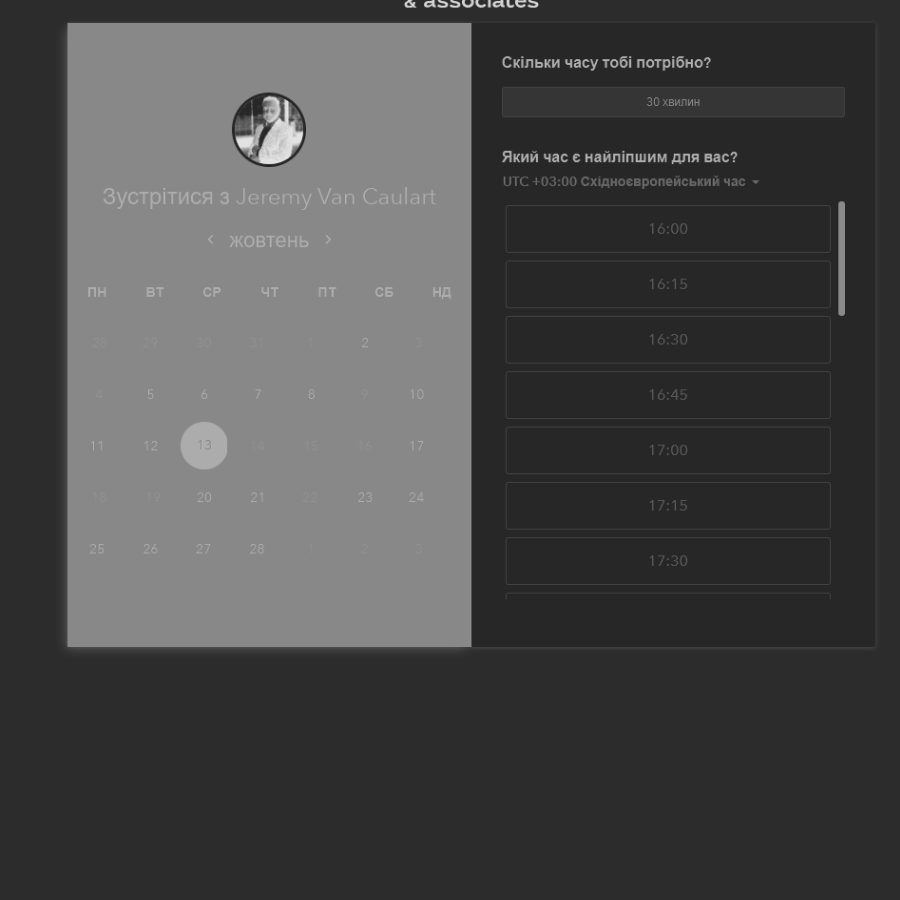 & associates
Зустрітися з Jeremy Van Caulart
жовтень
ПН ВТ СР ЧТ ПТ СБ НД
28 29 30 31 1 2 3
4 5 6 7 8 9 10
11 12 13 14 15 16 17
18 19 20 21 22 23 24
25 26 27 28 1 2 3
Скільки часу тобі потрібно?
30 хвилин
Який час є найліпшим для вас?
UTC +03:00 Східноєвропейський час
16:00
16:15
16:30
16:45
17:00
17:15
17:30